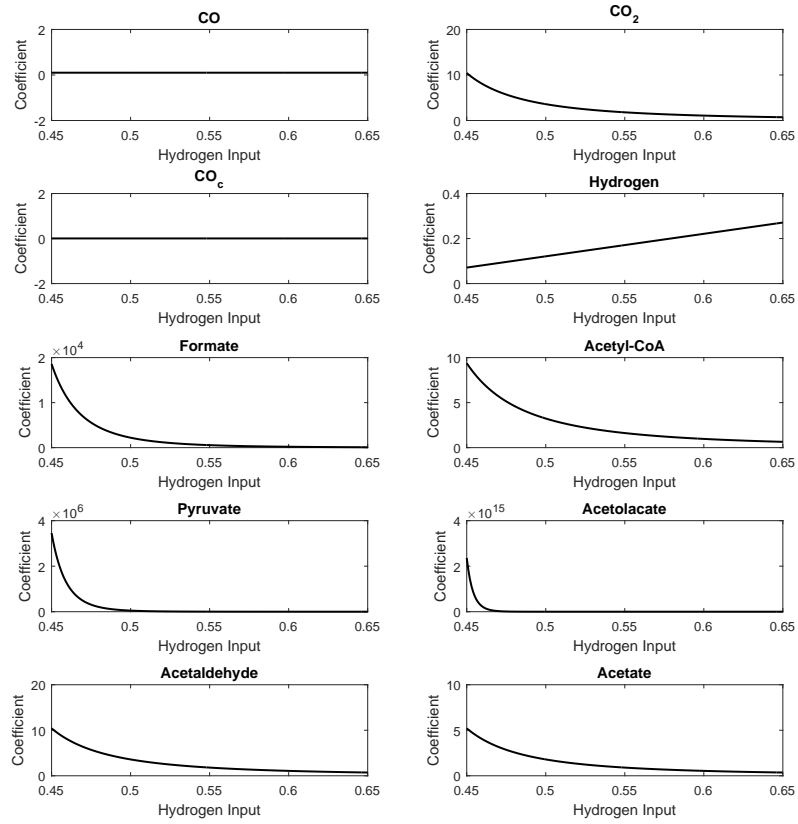 CO
2
0
-2
Coefficient
0.45 0.5 0.55 0.6 0.65
Hydrogen Input
CO2
20
10
0
Coefficient
0.45 0.5 0.55 0.6 0.65
Hydrogen Input
COc
2
0
-2
Coefficient
0.45 0.5 0.55 0.6 0.65
Hydrogen Input
Hydrogen
0.4
0.2
0
Coefficient
0.45 0.5 0.55 0.6 0.65
Hydrogen Input
Formate
×10^4
2
1
0
Coefficient
0.45 0.5 0.55 0.6 0.65
Hydrogen Input
Acetyl-CoA
10
5
0
Coefficient
0.45 0.5 0.55 0.6 0.65
Hydrogen Input
Pyruvate
×10^6
4
2
0
Coefficient
0.45 0.5 0.55 0.6 0.65
Hydrogen Input
Acetolacate
×10^15
4
2
0
Coefficient
0.45 0.5 0.55 0.6 0.65
Hydrogen Input
Acetaldehyde
20
10
0
Coefficient
0.45 0.5 0.55 0.6 0.65
Hydrogen Input
Acetate
10
5
0
Coefficient
0.45 0.5 0.55 0.6 0.65
Hydrogen Input